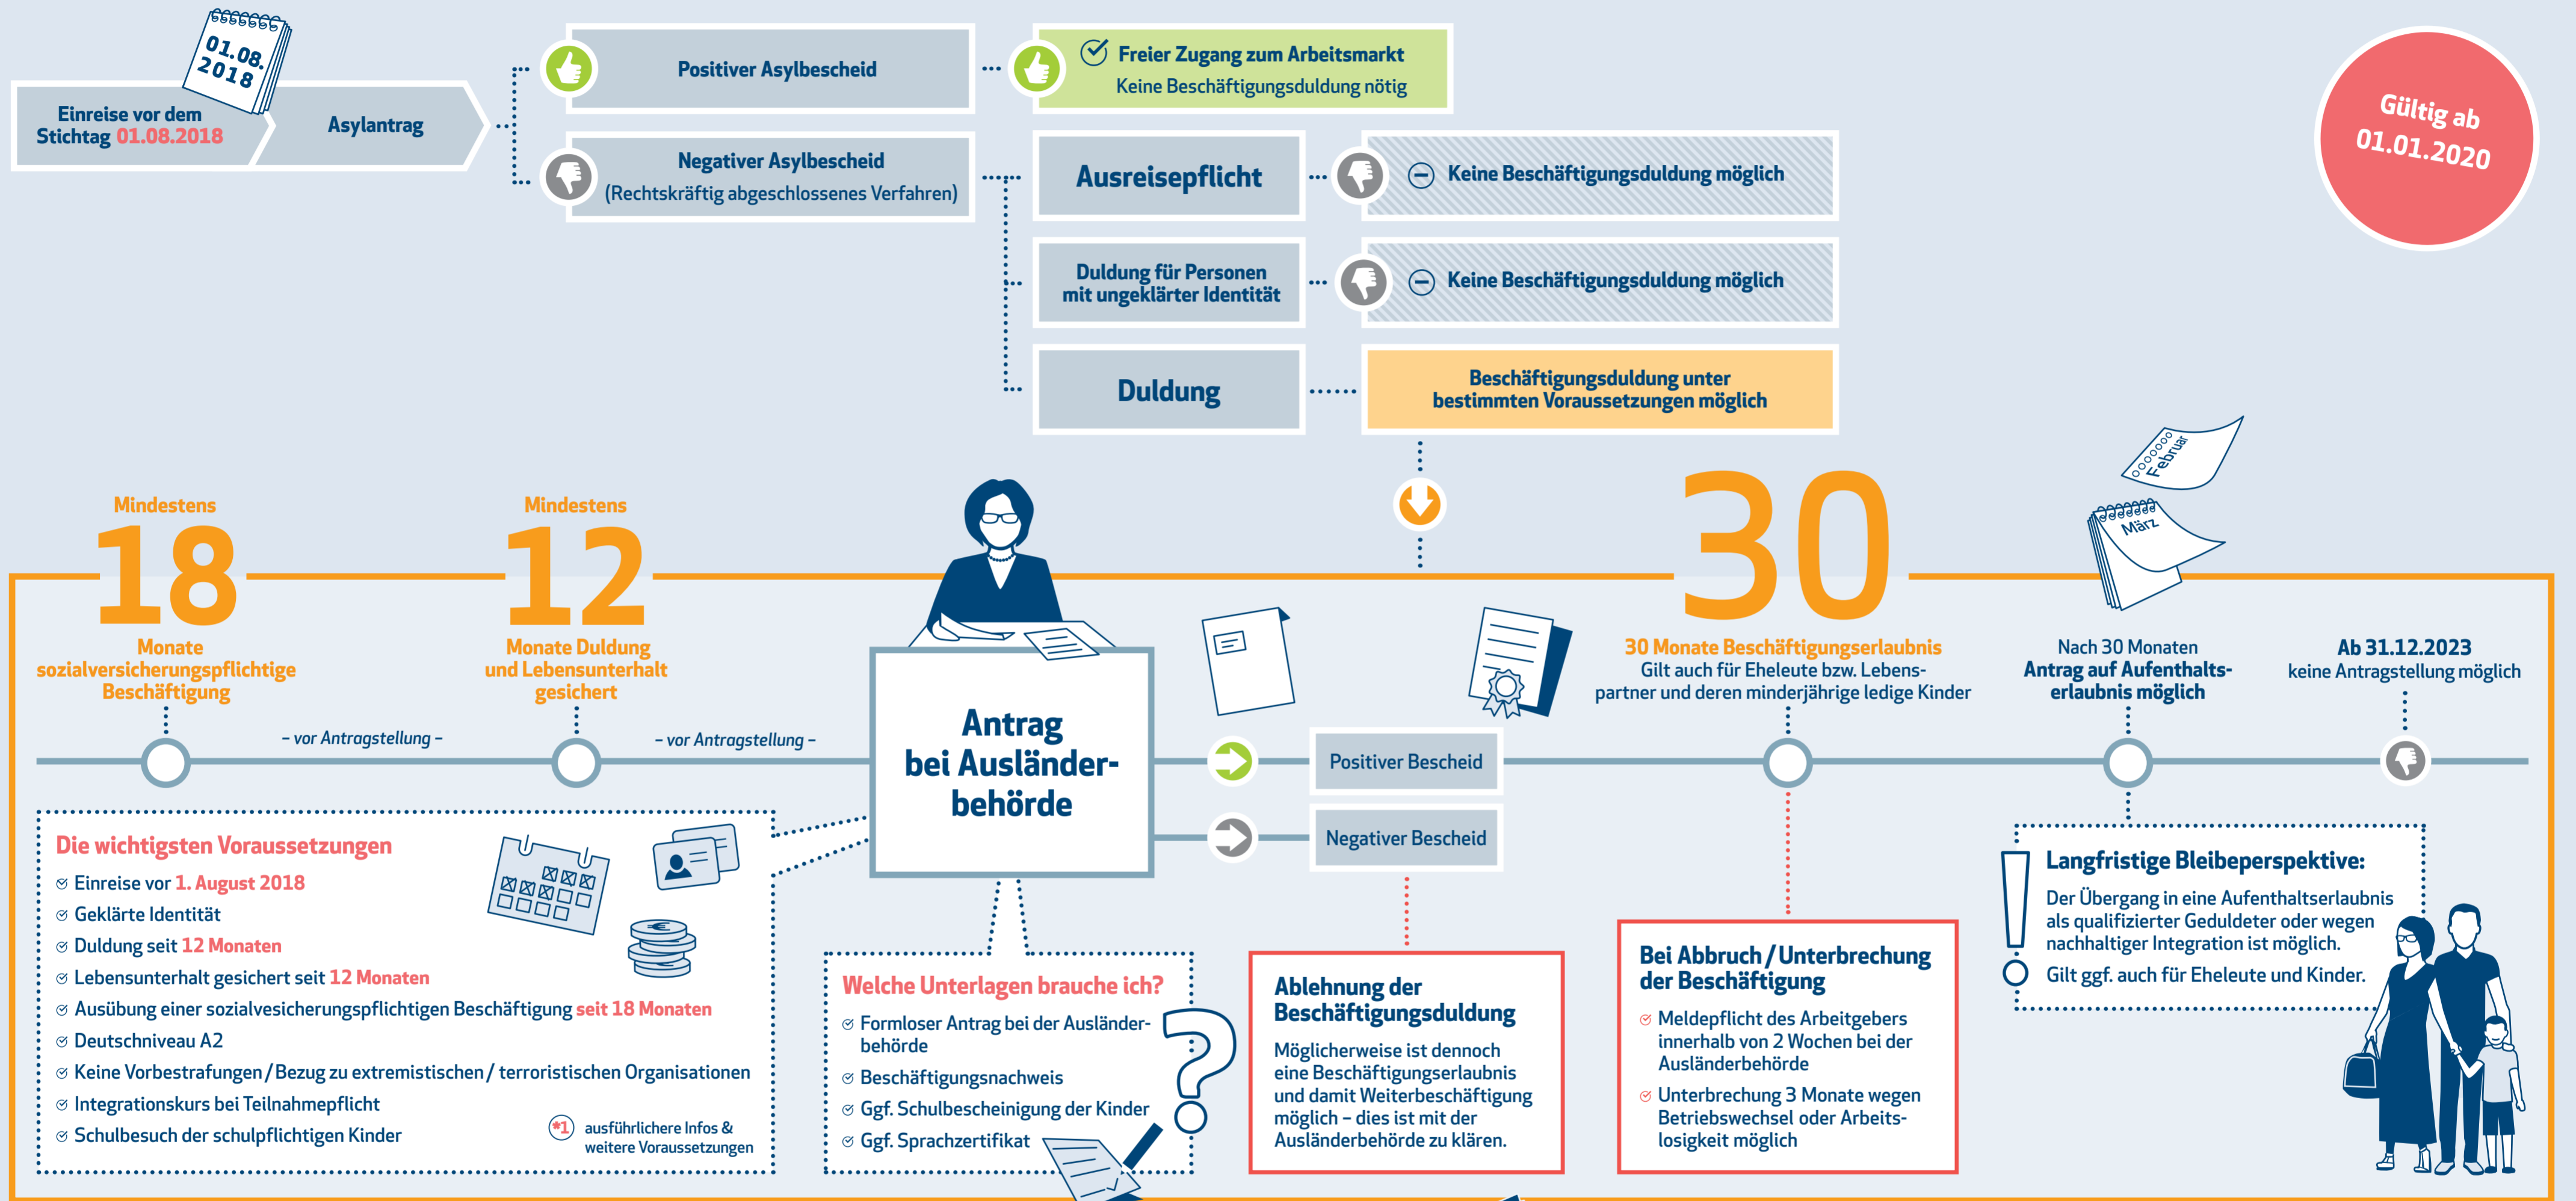 01.08.
2018
Einreise vor dem
Stichtag 01.08.2018
Asylantrag
Positiver Asylbescheid
Freier Zugang zum Arbeitsmarkt
Keine Beschäftigungsduldung nötig
Negativer Asylbescheid
(Rechtskräftig abgeschlossenes Verfahren)
Ausreisepflicht
Keine Beschäftigungsduldung möglich
Duldung für Personen
mit ungeklärter Identität
Keine Beschäftigungsduldung möglich
Duldung
Beschäftigungsduldung unter
bestimmten Voraussetzungen möglich
Gültig ab
01.01.2020
Mindestens
18
Monate
sozialversicherungspflichtige
Beschäftigung
– vor Antragstellung –
Mindestens
12
Monate Duldung
und Lebensunterhalt
gesichert
– vor Antragstellung –
Antrag
bei Ausländer-
behörde
Positiver Bescheid
Negativer Bescheid
30
30 Monate Beschäftigungserlaubnis
Gilt auch für Eheleute bzw. Lebens-
partner und deren minderjährige ledige Kinder
Februar
März
Nach 30 Monaten
Antrag auf Aufenthalts-
erlaubnis möglich
Ab 31.12.2023
keine Antragstellung möglich
Die wichtigsten Voraussetzungen
Einreise vor 1. August 2018
Geklärte Identität
Duldung seit 12 Monaten
Lebensunterhalt gesichert seit 12 Monaten
Ausübung einer sozialvesicherungspflichtigen Beschäftigung seit 18 Monaten
Deutschniveau A2
Keine Vorbestrafungen / Bezug zu extremistischen / terroristischen Organisationen
Integrationskurs bei Teilnahmepflicht
Schulbesuch der schulpflichtigen Kinder
*1 ausführlichere Infos &
weitere Voraussetzungen
Welche Unterlagen brauche ich?
Formloser Antrag bei der Ausländer-
behörde
Beschäftigungsnachweis
Ggf. Schulbescheinigung der Kinder
Ggf. Sprachzertifikat
?
Ablehnung der
Beschäftigungsduldung
Möglicherweise ist dennoch
eine Beschäftigungserlaubnis
und damit Weiterbeschäftigung
möglich – dies ist mit der
Ausländerbehörde zu klären.
Bei Abbruch / Unterbrechung
der Beschäftigung
Meldepflicht des Arbeitgebers
innerhalb von 2 Wochen bei der
Ausländerbehörde
Unterbrechung 3 Monate wegen
Betriebswechsel oder Arbeits-
losigkeit möglich
!
Langfristige Bleibeperspektive:
Der Übergang in eine Aufenthaltserlaubnis
als qualifizierter Geduldeter oder wegen
nachhaltiger Integration ist möglich.
Gilt ggf. auch für Eheleute und Kinder.